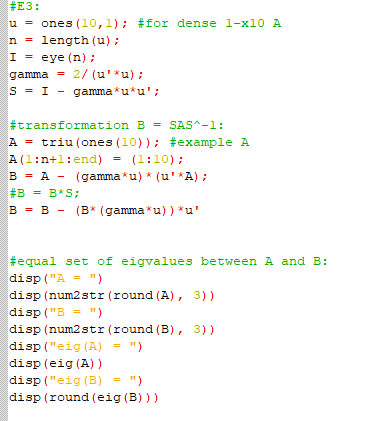 #E3:
u = ones(10,1); #for dense 1-x10 A
n = length(u);
I = eye(n);
gamma = 2/(u'*u);
S = I - gamma*u*u';
#transformation B = SAS^-1:
A = triu(ones(10)); #example A
A(1:n+1:end) = (1:10);
B = A - (gamma*u)*(u'*A);
#B = B*S;
B = B - (B*(gamma*u))*u'
#equal set of eigvalues between A and B:
disp("A = ")
disp(num2str(round(A), 3))
disp("B = ")
disp(num2str(round(B), 3))
disp("eig(A) = ")
disp(eig(A))
disp("eig(B) = ")
disp(round(eig(B)))